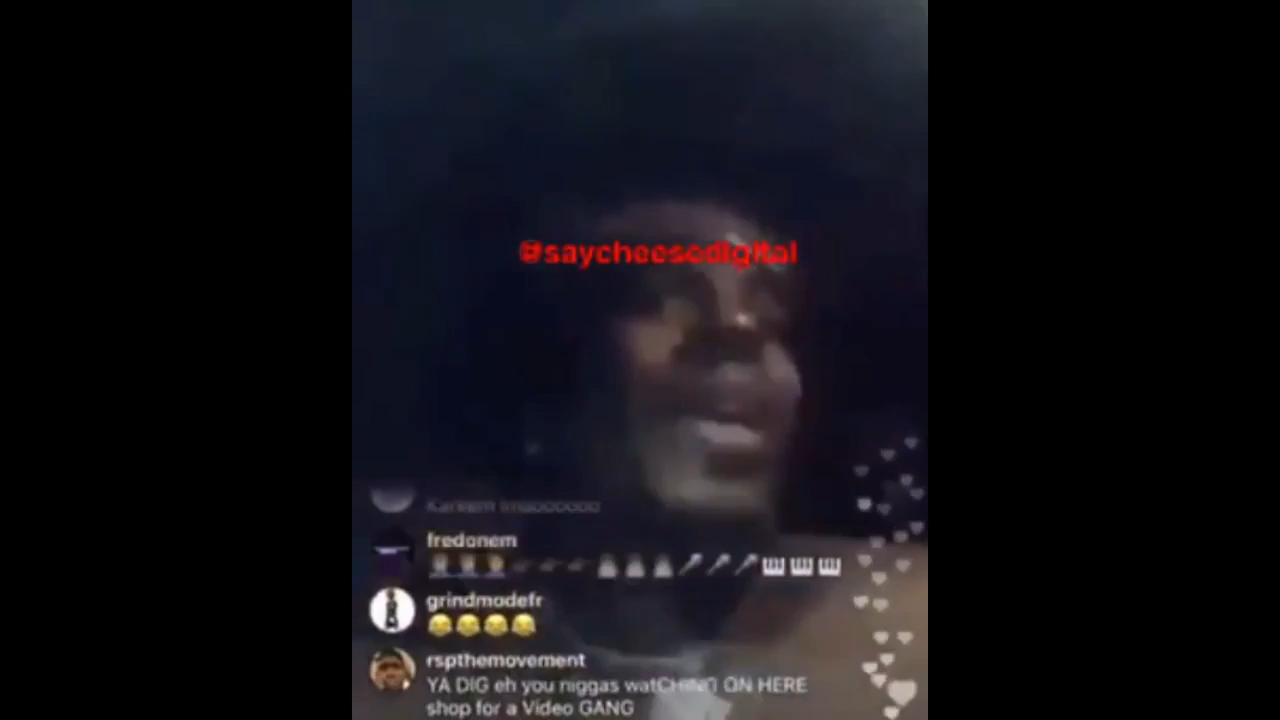 @saycheesedigital
fredonem
grindmodefr
rspthemovement
YA DIG eh you niggas watCHIN ON HERE
shop for a Video GANG